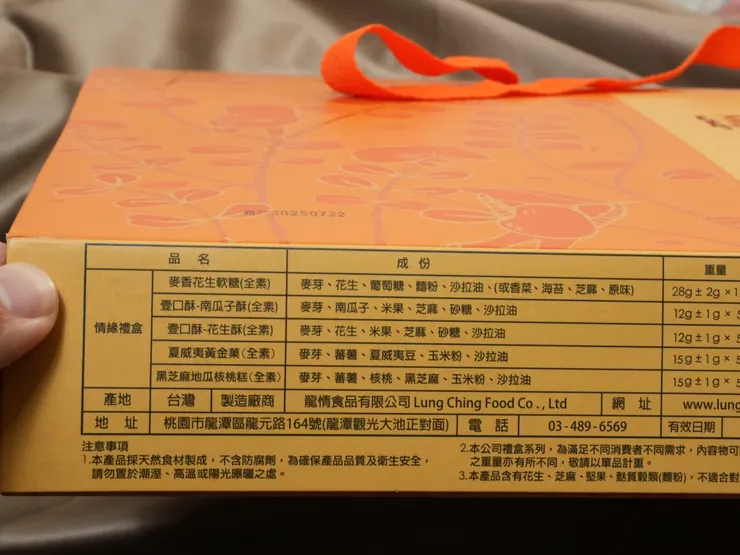 20250722
品名 成份 重量
情緣禮盒
麥香花生軟糖(全素) 麥芽、花生、葡萄糖、麵粉、沙拉油、(或香菜、海苔、芝麻、原味) 28g±2g×1
壹口酥-南瓜子酥(全素) 麥芽、南瓜子、米果、芝麻、砂糖、沙拉油 12g±1g×5
壹口酥-花生酥(全素) 麥芽、花生、米果、芝麻、砂糖、沙拉油 12g±1g×5
夏威夷黃金菓(全素) 麥芽、蕃薯、夏威夷豆、玉米粉、沙拉油 15g±1g×5
黑芝麻地瓜核桃糕(全素) 麥芽、蕃薯、核桃、黑芝麻、玉米粉、沙拉油 15g±1g×5
產地 台灣 製造廠商 龍情食品有限公司 Lung Ching Food Co., Ltd 網址 www.lung
地址 桃園市龍潭區龍元路164號(龍潭觀光大池正對面) 電話 03-489-6569 有效日期
注意事項
1.本產品採天然食材製成，不含防腐劑，為確保產品品質及衛生安全，
請勿置於潮溼、高溫或陽光曝曬之處。
2.本公司禮盒系列，為滿足不同消費者不同需求，內容物可
之重量亦有所不同，敬請以單品計重。
3.本產品含有花生、芝麻、堅果、麩質穀類(麵粉)，不適合對